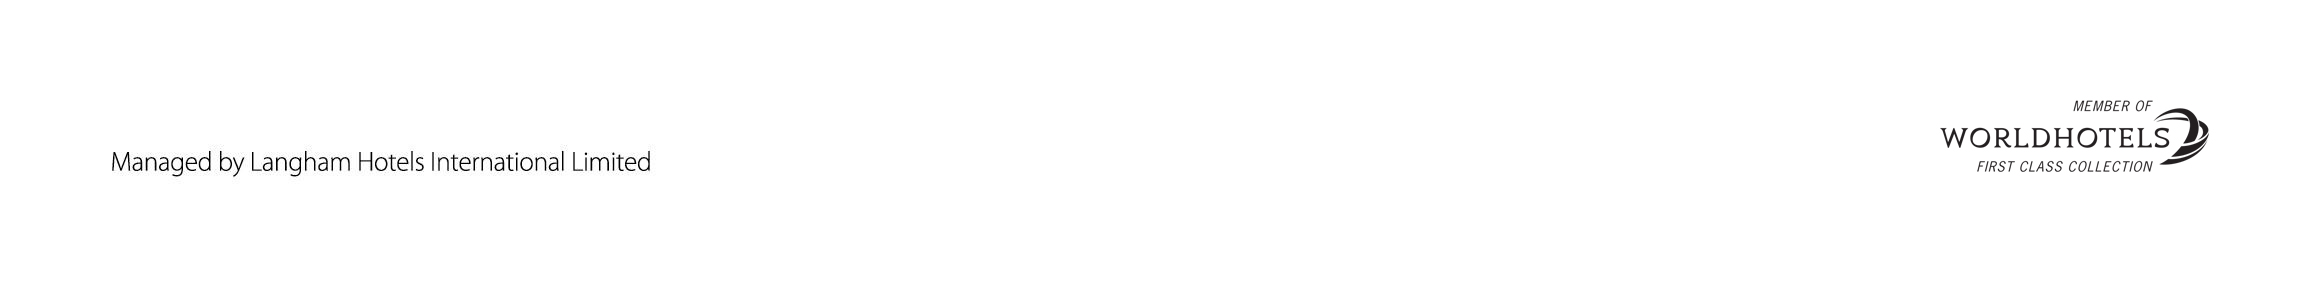 Managed by Langham Hotels International Limited
MEMBER OF
WORLDHOTELS
FIRST CLASS COLLECTION